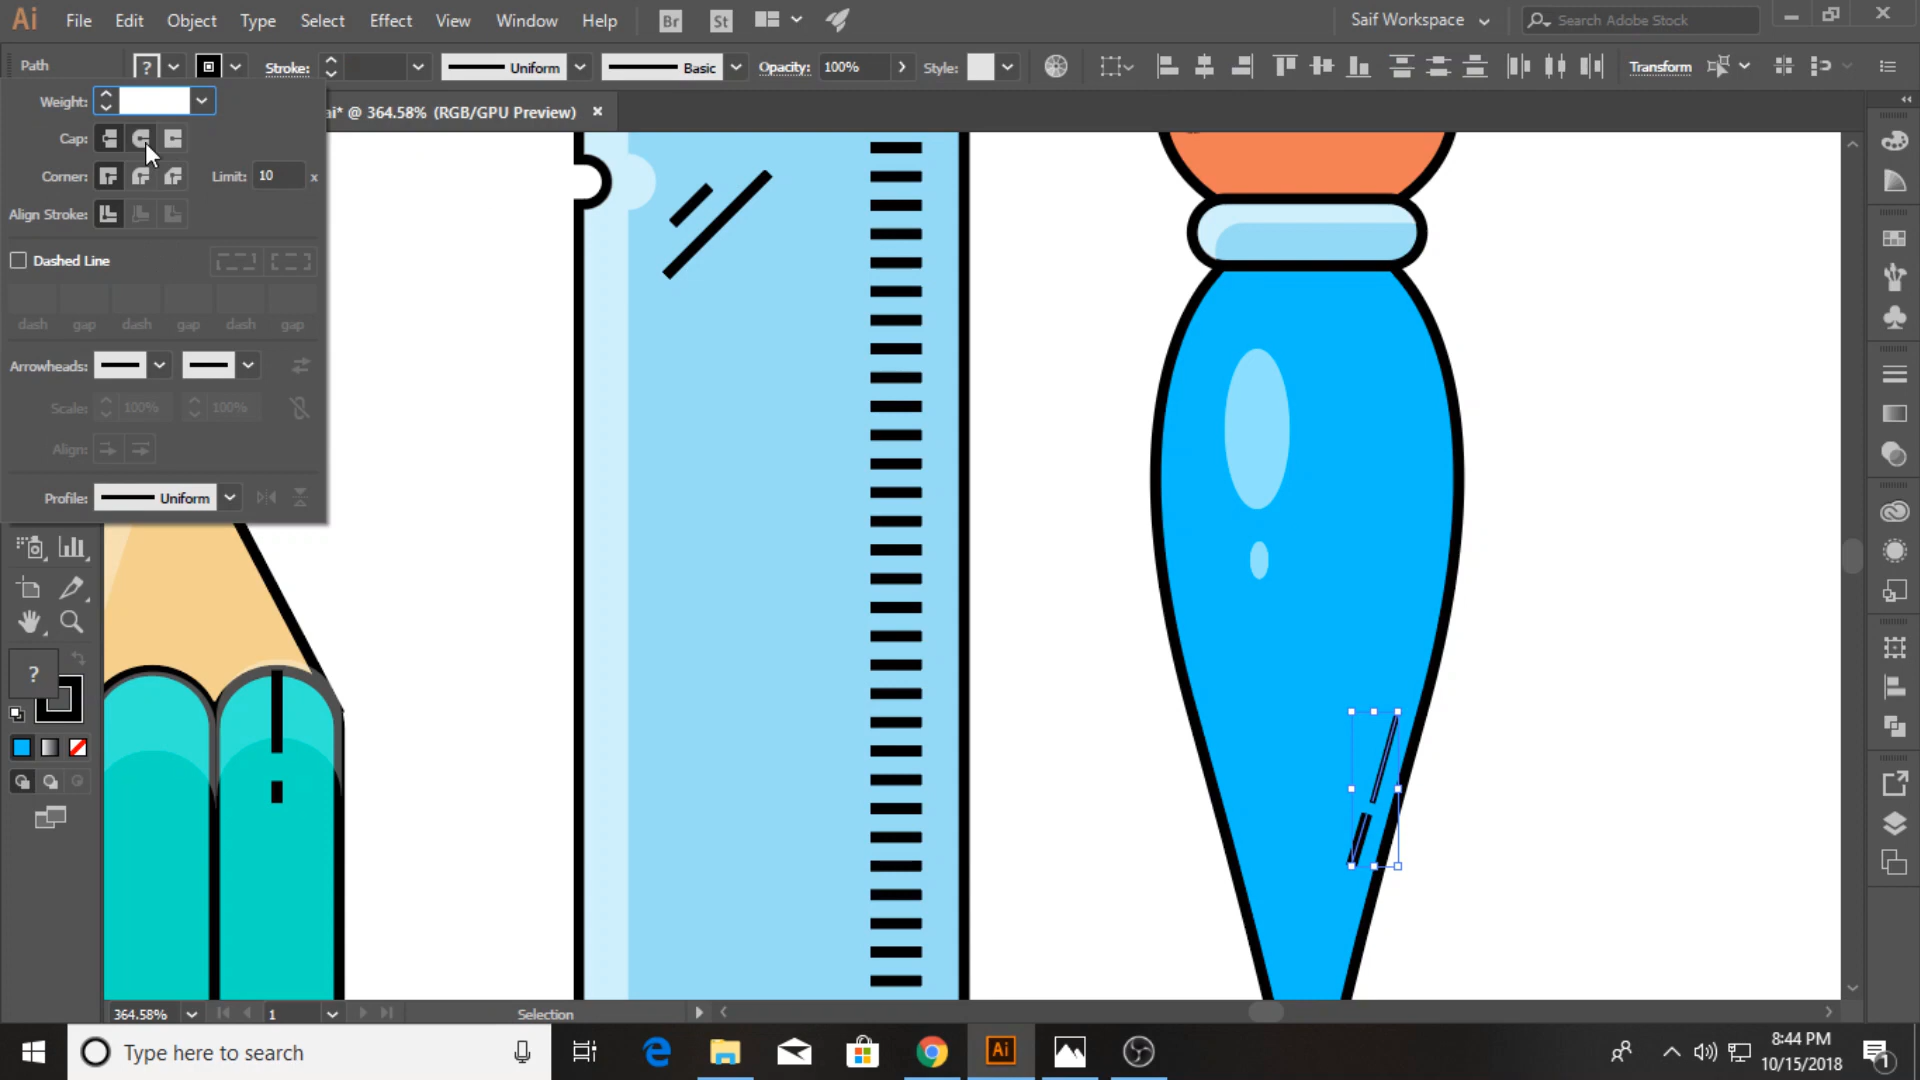 Ai File Edit Object Type Select Effect View Window Help Br St Saif Workspace Search Adobe Stock
Path ? Stroke: Uniform Basic Opacity: 100% Style: Transform
ai* @ 364.58% (RGB/GPU Preview) ×
Weight:
Cap:
Corner: Limit: 10 x
Align Stroke:
Dashed Line
dash gap dash gap dash gap
Arrowheads:
Scale: 100% 100%
Align:
Profile: Uniform
?
364.58% 1 Selection
Type here to search Ai 8:44 PM
10/15/2018 1